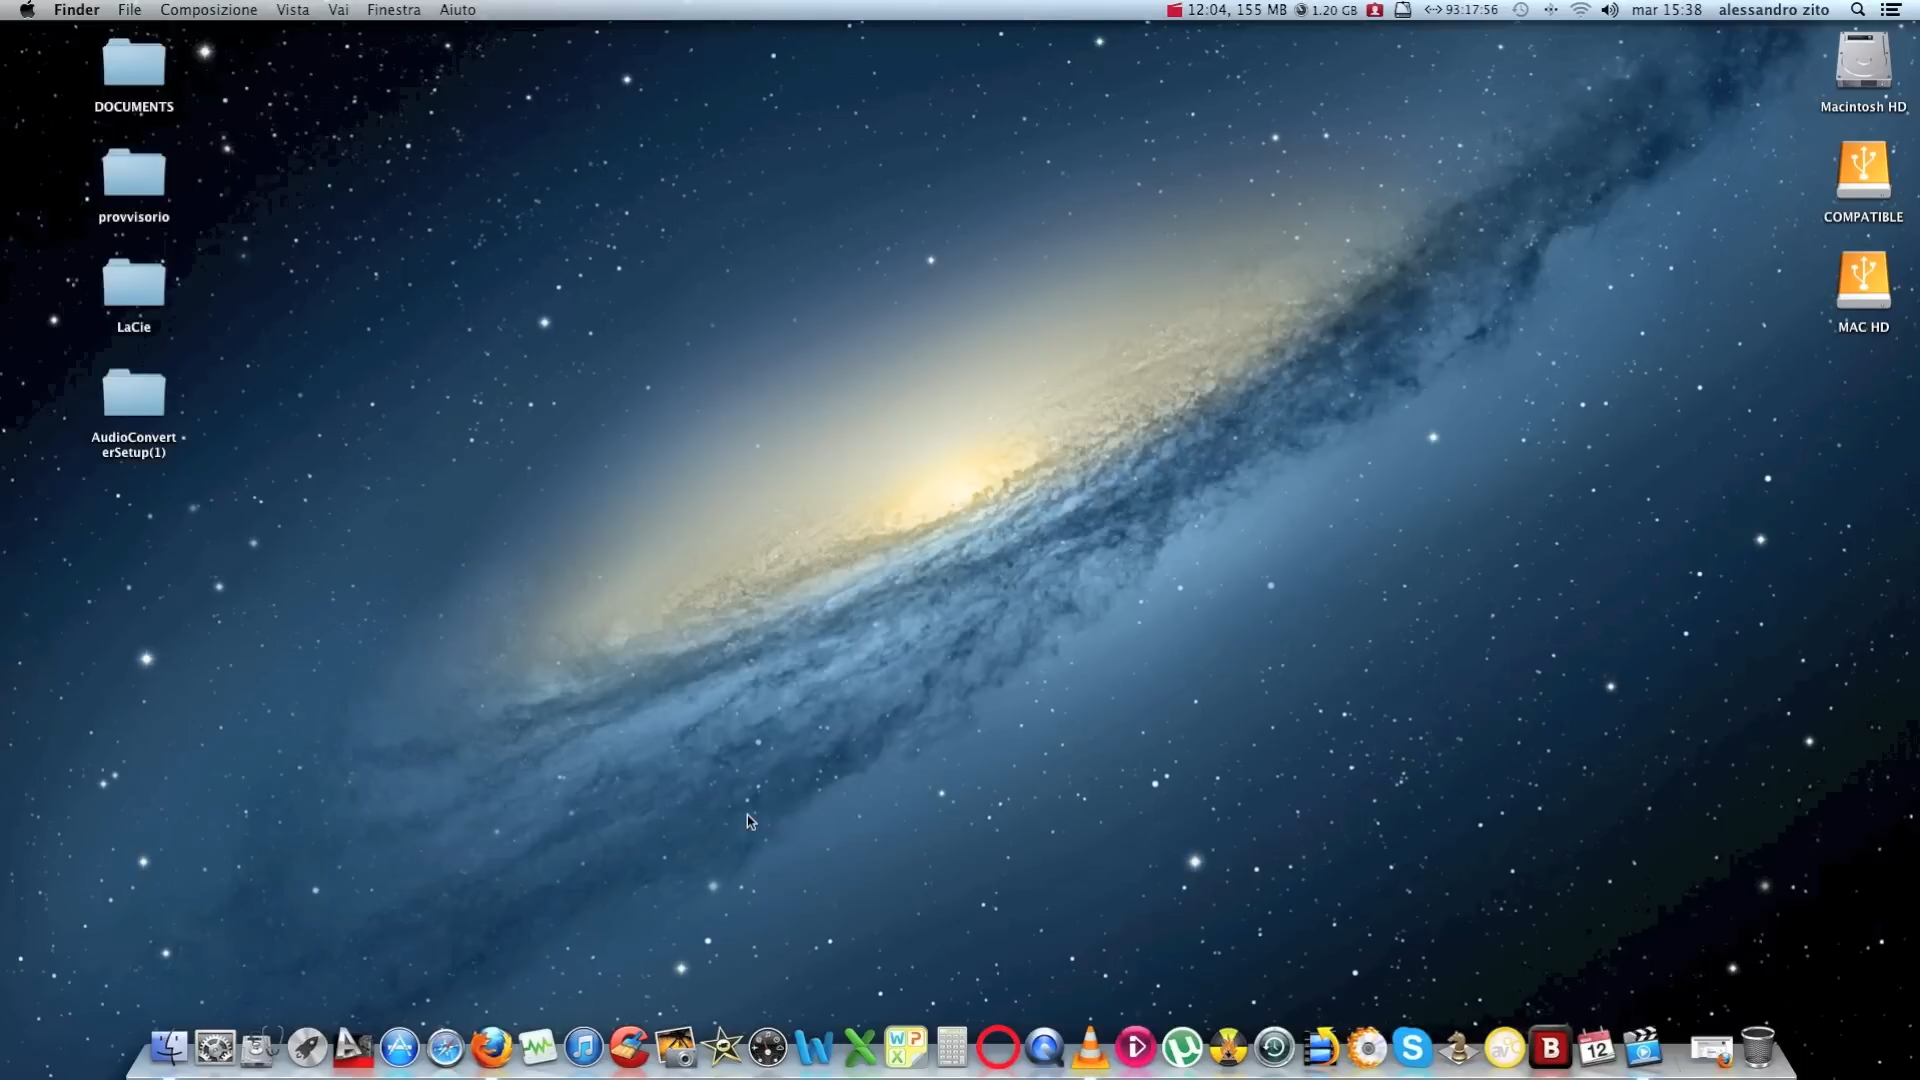 Finder File Composizione Vista Vai Finestra Aiuto 12:04, 155 MB 1.20 GB 93:17:56 mar 15:38 alessandro zito
DOCUMENTS
Macintosh HD
provvisorio
COMPATIBLE
LaCie
MAC HD
AudioConvert
erSetup(1)
W X W P X S B 12